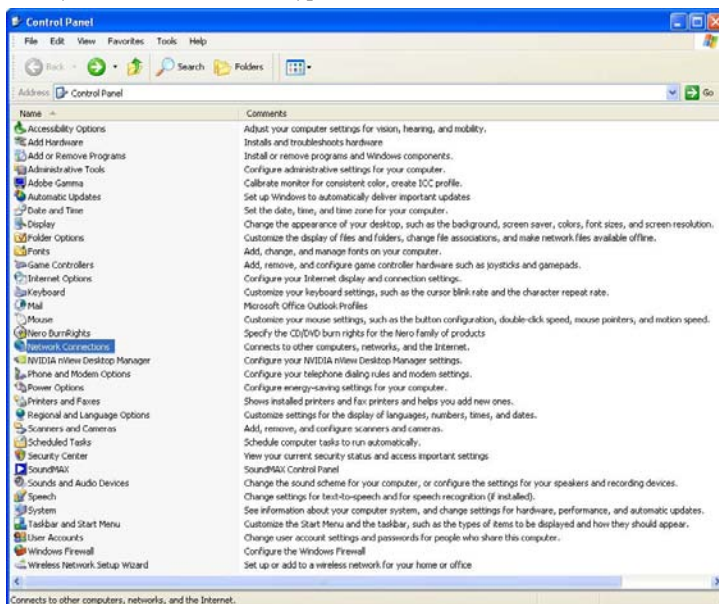 Control Panel
File Edit View Favorites Tools Help
Back Search Folders
Address Control Panel Go
Name Comments
Accessibility Options Adjust your computer settings for vision, hearing, and mobility.
Add Hardware Installs and troubleshoots hardware
Add or Remove Programs Install or remove programs and Windows components.
Administrative Tools Configure administrative settings for your computer.
Adobe Gamma Calibrate monitor for consistent color, create ICC profile.
Automatic Updates Set up Windows to automatically deliver important updates
Date and Time Set the date, time, and time zone for your computer.
Display Change the appearance of your desktop, such as the background, screen saver, colors, font sizes, and screen resolution.
Folder Options Customize the display of files and folders, change file associations, and make network files available offline.
Fonts Add, change, and manage fonts on your computer.
Game Controllers Add, remove, and configure game controller hardware such as joysticks and gamepads.
Internet Options Configure your Internet display and connection settings.
Keyboard Customize your keyboard settings, such as the cursor blink rate and the character repeat rate.
Mail Microsoft Office Outlook Profiles
Mouse Customize your mouse settings, such as the button configuration, double-click speed, mouse pointers, and motion speed.
Nero BurnRights Specify the CD/DVD burn rights for the Nero family of products
Network Connections Connects to other computers, networks, and the Internet.
NVIDIA nView Desktop Manager Configure your NVIDIA nView Desktop Manager settings.
Phone and Modem Options Configure your telephone dialing rules and modem settings.
Power Options Configure energy-saving settings for your computer.
Printers and Faxes Shows installed printers and fax printers and helps you add new ones.
Regional and Language Options Customize settings for the display of languages, numbers, times, and dates.
Scanners and Cameras Add, remove, and configure scanners and cameras.
Scheduled Tasks Schedule computer tasks to run automatically.
Security Center View your current security status and access important settings
SoundMAX SoundMAX Control Panel
Sounds and Audio Devices Change the sound scheme for your computer, or configure the settings for your speakers and recording devices.
Speech Change settings for text-to-speech and for speech recognition (if installed).
System See information about your computer system, and change settings for hardware, performance, and automatic updates.
Taskbar and Start Menu Customize the Start Menu and the taskbar, such as the types of items to be displayed and how they should appear.
User Accounts Change user account settings and passwords for people who share this computer.
Windows Firewall Configure the Windows Firewall
Wireless Network Setup Wizard Set up or add to a wireless network for your home or office
Connects to other computers, networks, and the Internet.